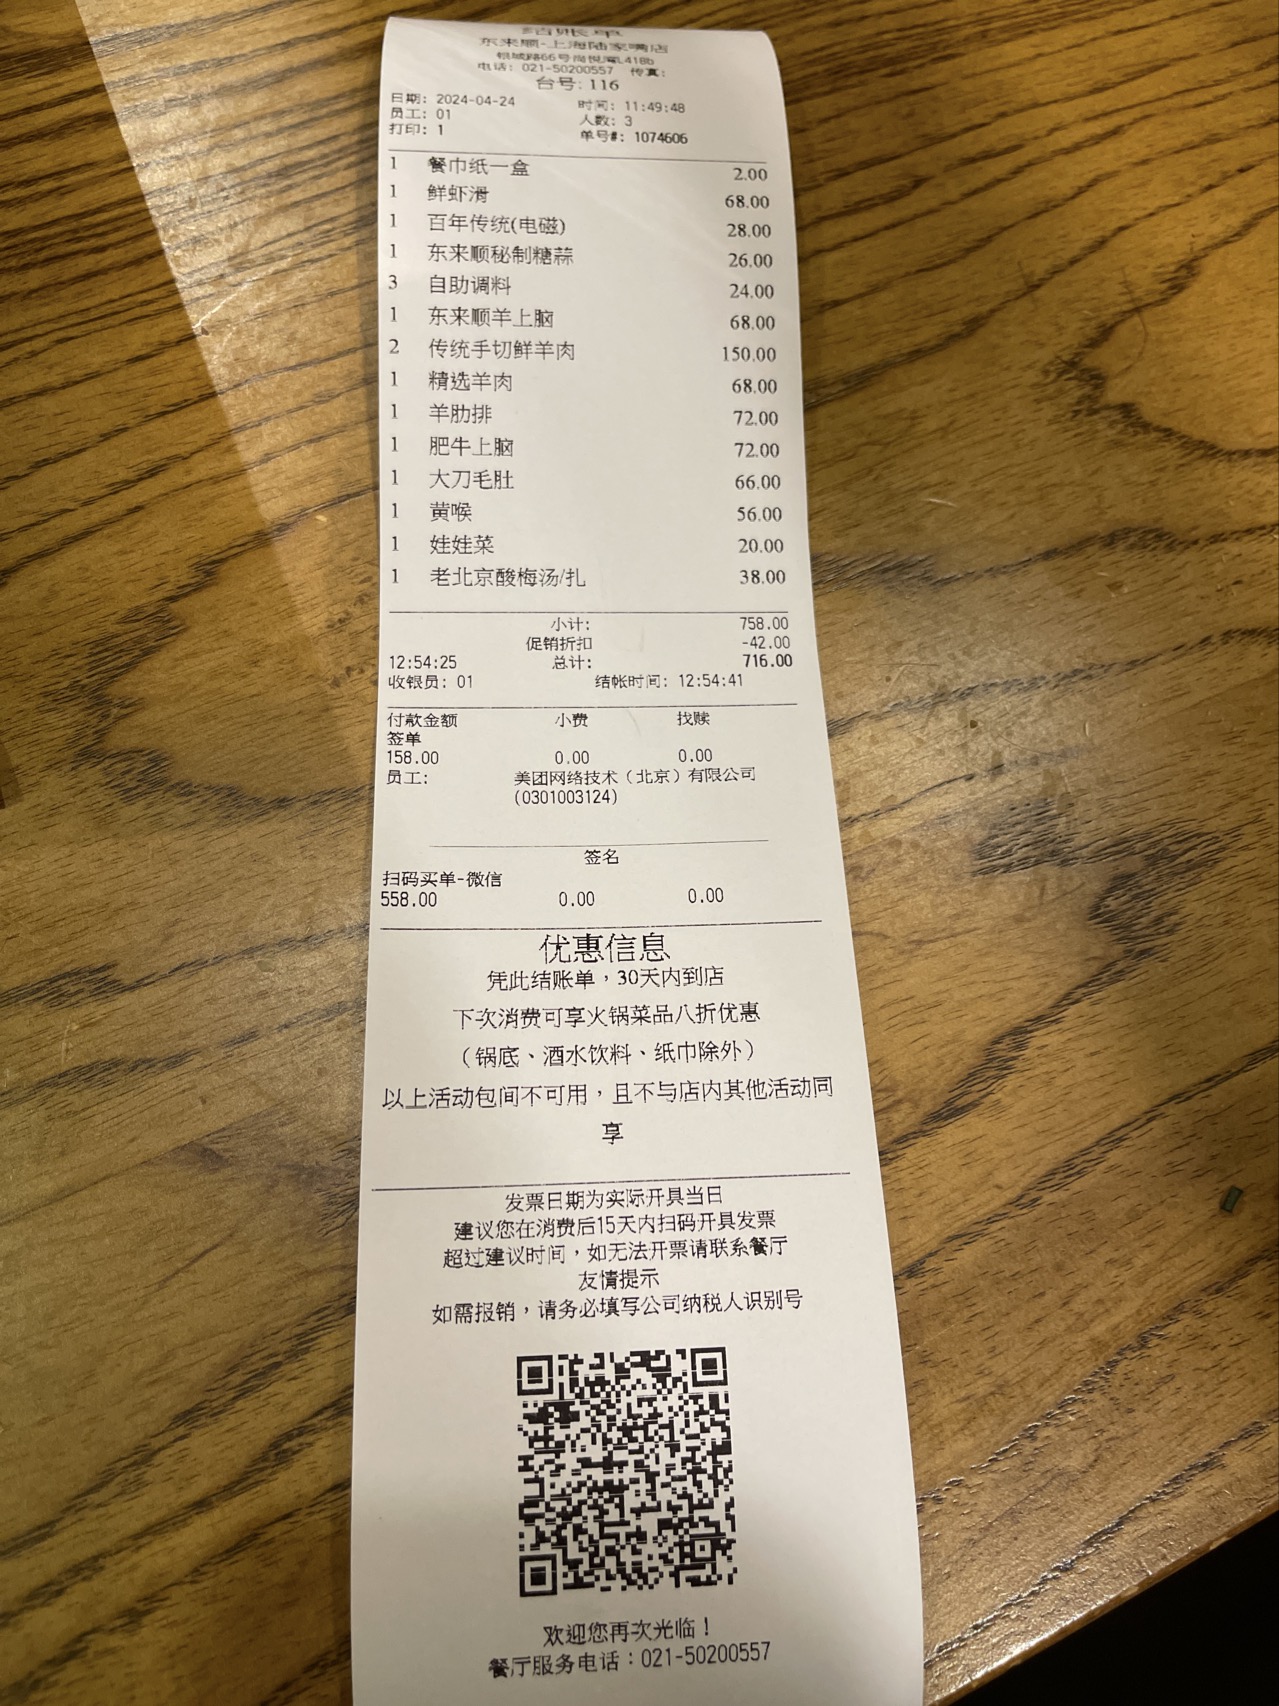 结账单
东来顺-上海陆家嘴店
银城路66号尚悦湾L418b
电话: 021-50200557 传真:
台号: 116
日期: 2024-04-24 时间: 11:49:48
员工: 01 人数: 3
打印: 1 单号#: 1074606
1 餐巾纸一盒 2.00
1 鲜虾滑 68.00
1 百年传统(电磁) 28.00
1 东来顺秘制糖蒜 26.00
3 自助调料 24.00
1 东来顺羊上脑 68.00
2 传统手切鲜羊肉 150.00
1 精选羊肉 68.00
1 羊肋排 72.00
1 肥牛上脑 72.00
1 大刀毛肚 66.00
1 黄喉 56.00
1 娃娃菜 20.00
1 老北京酸梅汤/扎 38.00
小计: 758.00
促销折扣 -42.00
12:54:25 总计: 716.00
收银员: 01 结帐时间: 12:54:41
付款金额 小费 找赎
签单
158.00 0.00 0.00
员工: 美团网络技术（北京）有限公司
(0301003124)
签名
扫码买单-微信
558.00 0.00 0.00
优惠信息
凭此结账单，30天内到店
下次消费可享火锅菜品八折优惠
（锅底、酒水饮料、纸巾除外）
以上活动包间不可用，且不与店内其他活动同
享
发票日期为实际开具当日
建议您在消费后15天内扫码开具发票
超过建议时间，如无法开票请联系餐厅
友情提示
如需报销，请务必填写公司纳税人识别号
欢迎您再次光临！
餐厅服务电话：021-50200557